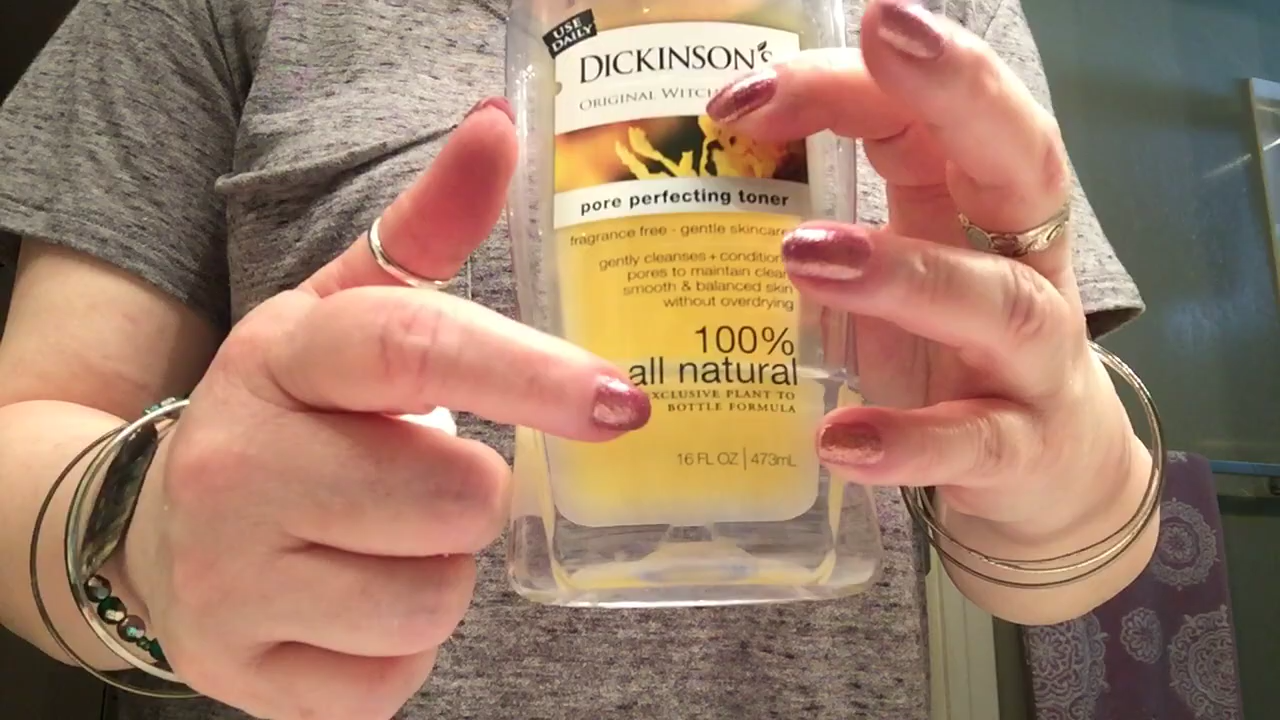 USE
DAILY
DICKINSON'S
ORIGINAL WITCH
pore perfecting toner
fragrance free - gentle skincare
gently cleanses + condition
pores to maintain clear
smooth & balanced skin
without overdrying
100%
all natural
EXCLUSIVE PLANT TO
BOTTLE FORMULA
16 FL OZ | 473mL